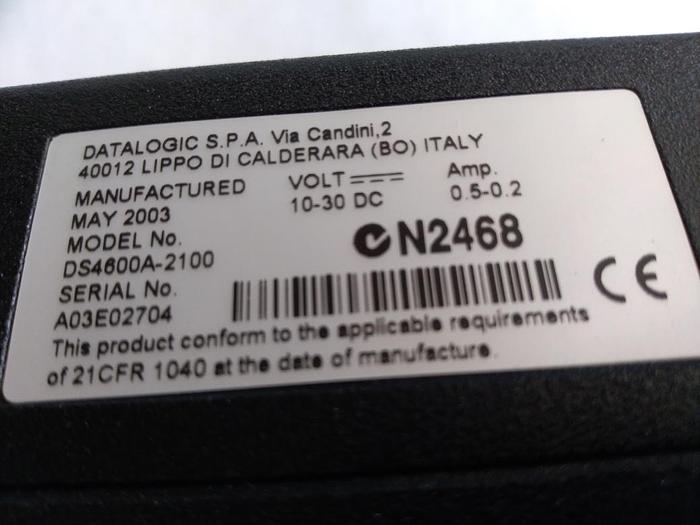 DATALOGIC S.P.A. Via Candini,2
40012 LIPPO DI CALDERARA (BO) ITALY
MANUFACTURED
MAY 2003
VOLT
10-30 DC
Amp.
0.5-0.2
MODEL No.
DS4600A-2100
N2468
SERIAL No.
A03E02704
CE
This product conform to the applicable requirements
of 21CFR 1040 at the date of manufacture.